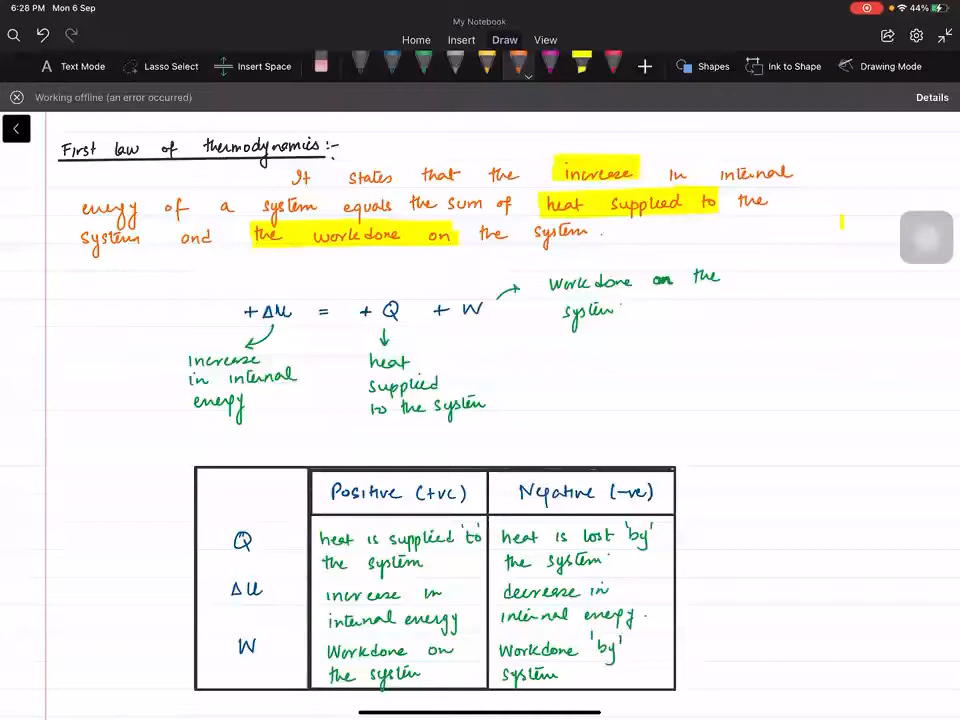 6:28 PM Mon 6 Sep
44%
My Notebook
Home Insert Draw View
Text Mode Lasso Select Insert Space Shapes Ink to Shape Drawing Mode
Working offline (an error occurred) Details
First law of thermodynamics:-
It states that the increase in internal
energy of a system equals the sum of heat supplied to the
system and the workdone on the system.
workdone on the
system.
+ΔU = +Q +W
increase
in internal
energy
heat
supplied
to the system
Positive (+ve) Negative (-ve)
Q heat is supplied 'to' the system heat is lost 'by' the system.
ΔU increase in internal energy decrease in internal energy.
W Workdone on the system Workdone 'by' system